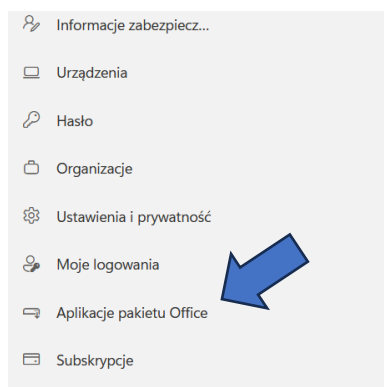 Informacje zabezpiecz...
Urządzenia
Hasło
Organizacje
Ustawienia i prywatność
Moje logowania
Aplikacje pakietu Office
Subskrypcje